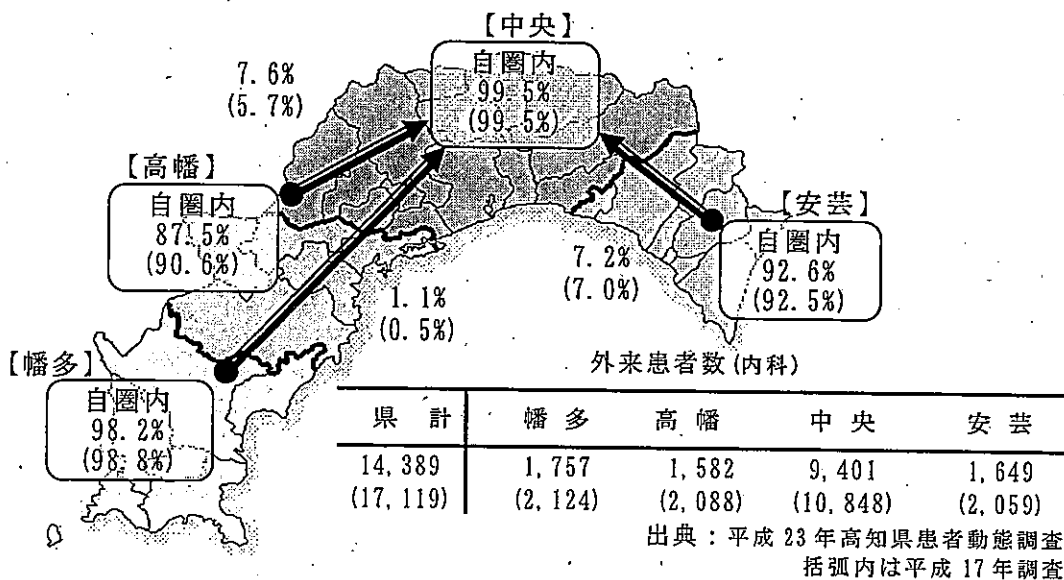 【中央】
自圏内
99.5%
(99.5%)
7.6%
(5.7%)
【高幡】
自圏内
87.5%
(90.6%)
【安芸】
自圏内
92.6%
(92.5%)
7.2%
(7.0%)
1.1%
(0.5%)
【幡多】
自圏内
98.2%
(98.8%)
外来患者数(内科)
県計 幡多 高幡 中央 安芸
14,389 1,757 1,582 9,401 1,649
(17,119) (2,124) (2,088) (10,848) (2,059)
出典:平成23年高知県患者動態調査
括弧内は平成17年調査